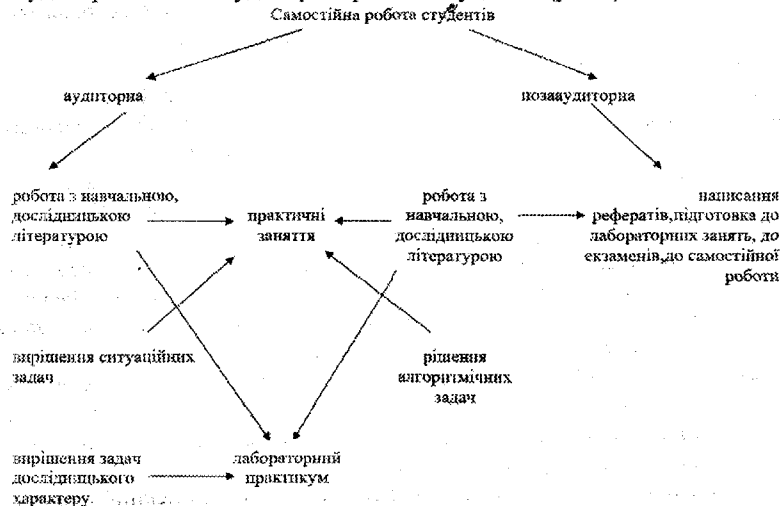 Самостійна робота студентів
аудиторна
позааудиторна
робота з навчальною,
дослідницькою
літературою
практичні
заняття
робота з
навчальною,
дослідницькою
літературою
написання
рефератів,підготовка до
лабораторних занять, до
екзаменів,до самостійної
роботи
вирішення ситуаційних
задач
рішення
алгоритмічних
задач
вирішення задач
дослідницького
характеру.
лабораторний
практикум